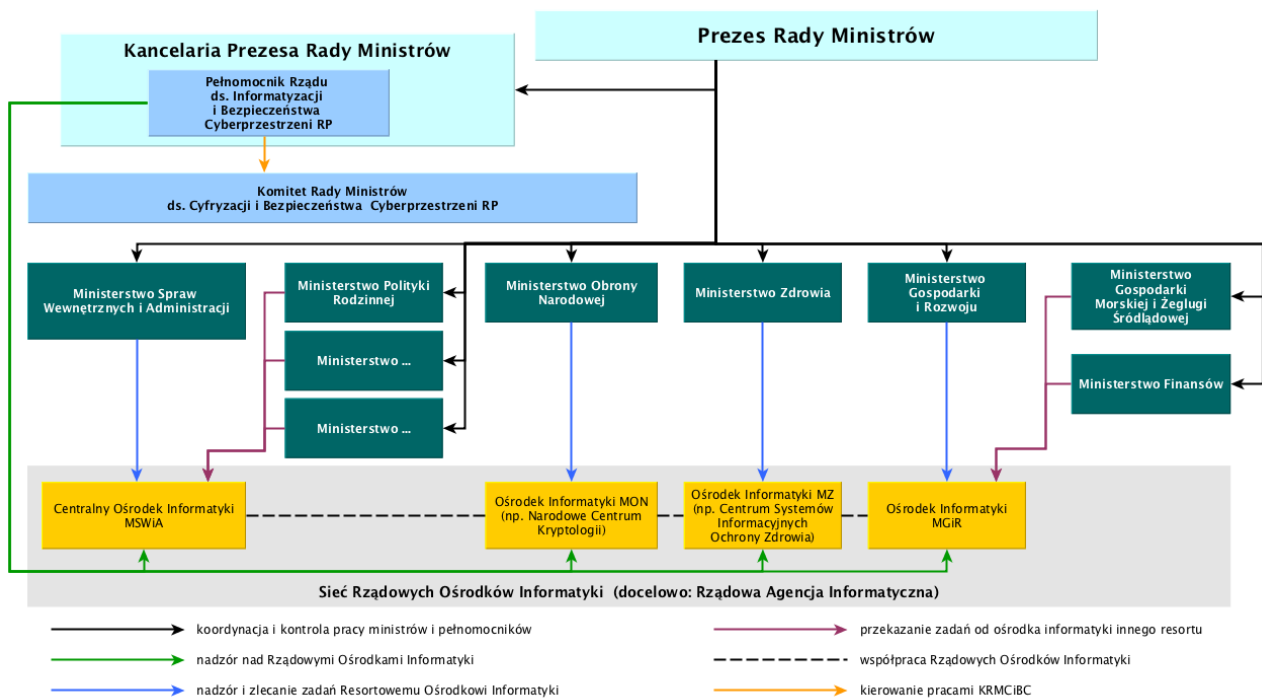 Prezes Rady Ministrów
Kancelaria Prezesa Rady Ministrów
Pełnomocnik Rządu
ds. Informatyzacji
i Bezpieczeństwa
Cyberprzestrzeni RP
Komitet Rady Ministrów
ds. Cyfryzacji i Bezpieczeństwa Cyberprzestrzeni RP
Ministerstwo Spraw
Wewnętrznych i Administracji
Ministerstwo Polityki
Rodzinnej
Ministerstwo ...
Ministerstwo ...
Ministerstwo Obrony
Narodowej
Ministerstwo Zdrowia
Ministerstwo
Gospodarki
i Rozwoju
Ministerstwo
Gospodarki
Morskiej i Żeglugi
Śródlądowej
Ministerstwo Finansów
Centralny Ośrodek Informatyki
MSWiA
Ośrodek Informatyki MON
(np. Narodowe Centrum
Kryptologii)
Ośrodek Informatyki MZ
(np. Centrum Systemów
Informacyjnych
Ochrony Zdrowia)
Ośrodek Informatyki
MGiR
Sieć Rządowych Ośrodków Informatyki (docelowo: Rządowa Agencja Informatyczna)
koordynacja i kontrola pracy ministrów i pełnomocników
nadzór nad Rządowymi Ośrodkami Informatyki
nadzór i zlecanie zadań Resortowemu Ośrodkowi Informatyki
przekazanie zadań od ośrodka informatyki innego resortu
współpraca Rządowych Ośrodków Informatyki
kierowanie pracami KRMCiBC